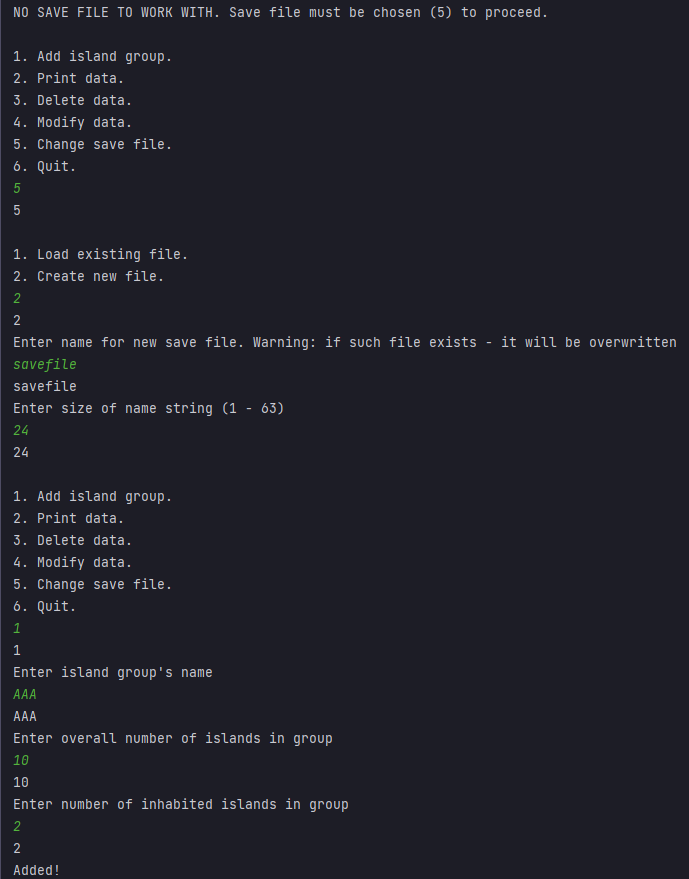 NO SAVE FILE TO WORK WITH. Save file must be chosen (5) to proceed.
1. Add island group.
2. Print data.
3. Delete data.
4. Modify data.
5. Change save file.
6. Quit.
5
5
1. Load existing file.
2. Create new file.
2
2
Enter name for new save file. Warning: if such file exists - it will be overwritten
savefile
savefile
Enter size of name string (1 - 63)
24
24
1. Add island group.
2. Print data.
3. Delete data.
4. Modify data.
5. Change save file.
6. Quit.
1
1
Enter island group's name
AAA
AAA
Enter overall number of islands in group
10
10
Enter number of inhabited islands in group
2
2
Added!